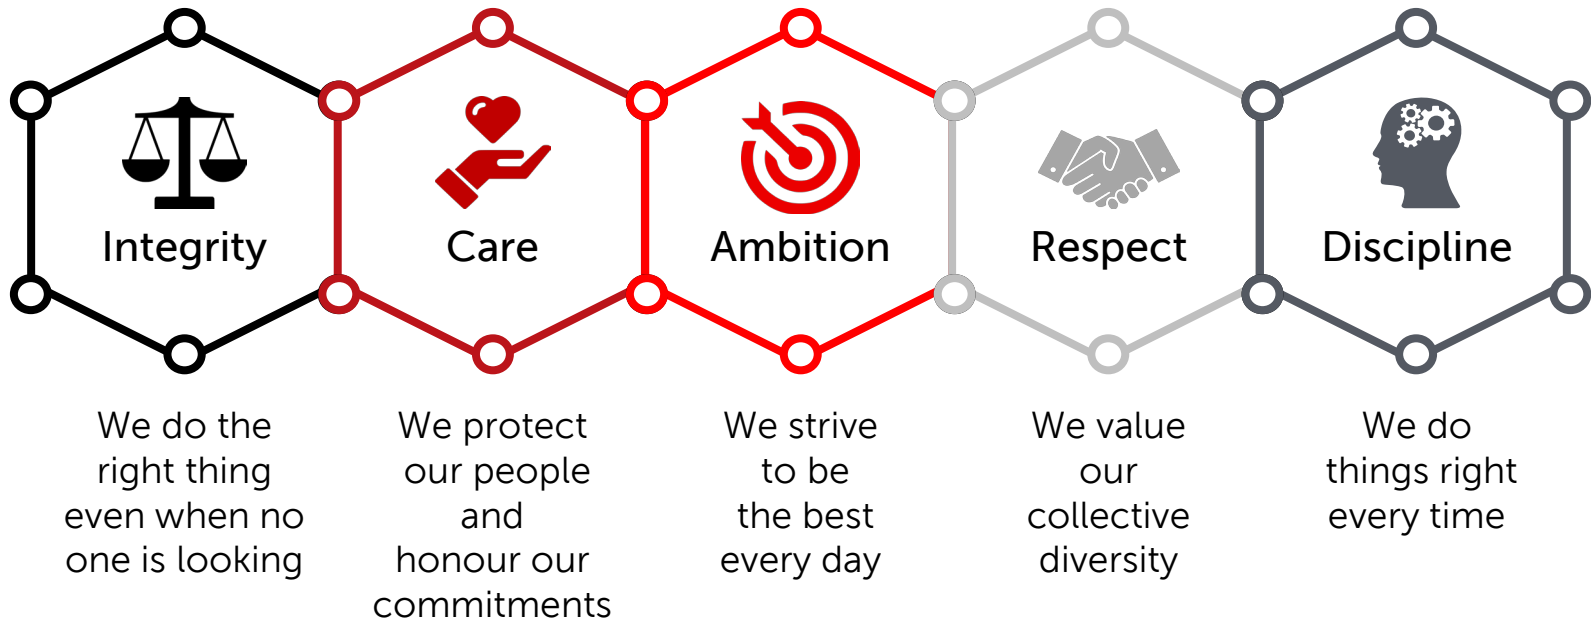 Integrity
Care
Ambition
Respect
Discipline
We do the
right thing
even when no
one is looking
We protect
our people
and
honour our
commitments
We strive
to be
the best
every day
We value
our
collective
diversity
We do
things right
every time